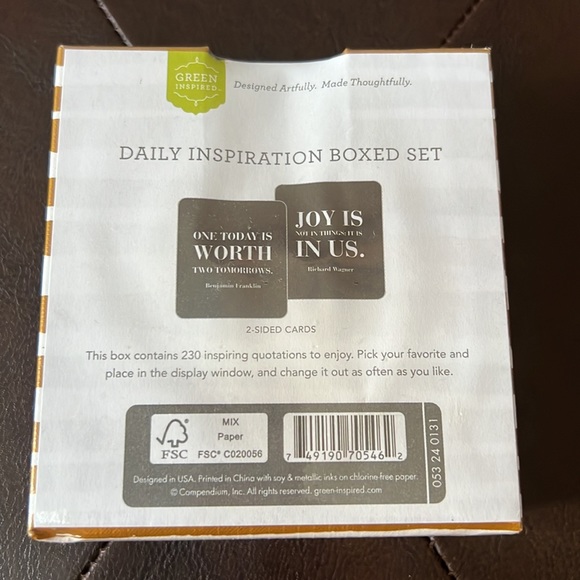 GREEN
INSPIRED
Designed Artfully. Made Thoughtfully.
DAILY INSPIRATION BOXED SET
ONE TODAY IS
WORTH
TWO TOMORROWS.
Benjamin Franklin
JOY IS
NOT IN THINGS; IT IS
IN US.
Richard Wagner
2-SIDED CARDS
This box contains 230 inspiring quotations to enjoy. Pick your favorite and
place in the display window, and change it out as often as you like.
FSC
MIX
Paper
FSC® C020056
7 49190 70546 2
053 24 0131
Designed in USA. Printed in China with soy & metallic inks on chlorine-free paper.
© Compendium, Inc. All rights reserved. green-inspired.com